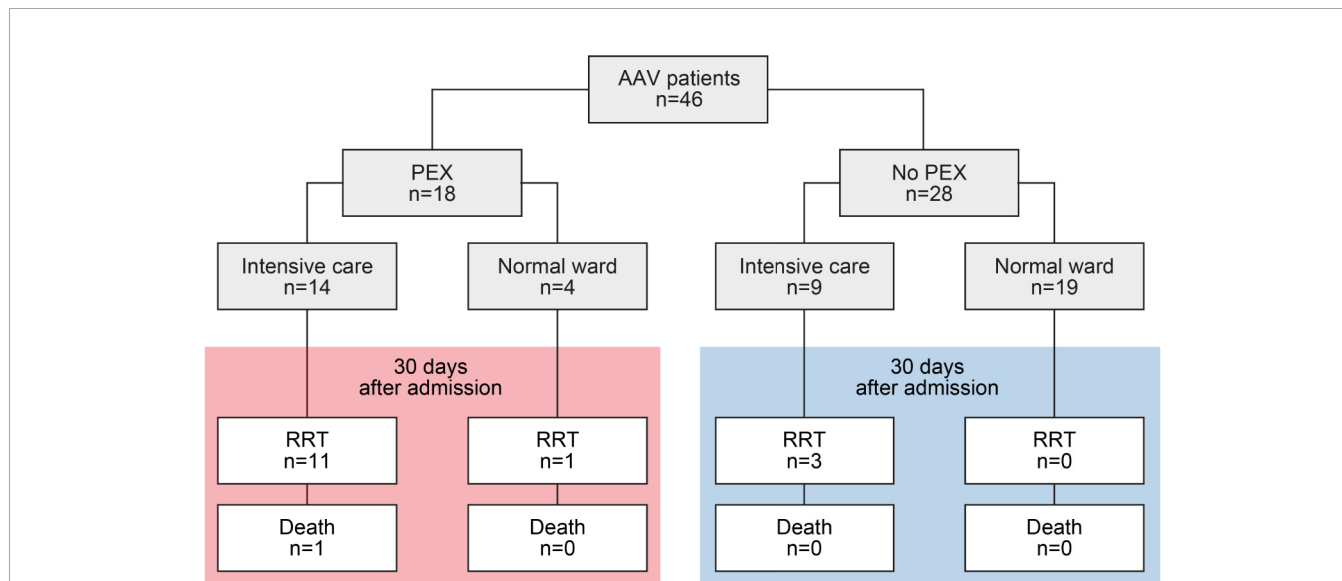 AAV patients
n=46
PEX
n=18
No PEX
n=28
Intensive care
n=14
Normal ward
n=4
Intensive care
n=9
Normal ward
n=19
30 days
after admission
30 days
after admission
RRT
n=11
RRT
n=1
RRT
n=3
RRT
n=0
Death
n=1
Death
n=0
Death
n=0
Death
n=0